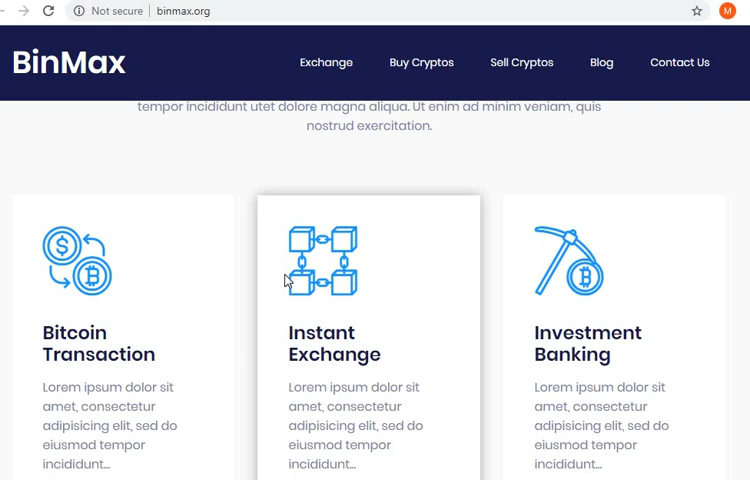 Not secure | binmax.org
M
BinMax
Exchange
Buy Cryptos
Sell Cryptos
Blog
Contact Us
tempor incididunt utet dolore magna aliqua. Ut enim ad minim veniam, quis
nostrud exercitation.
$
B
Bitcoin
Transaction
Lorem ipsum dolor sit
amet, consectetur
adipisicing elit, sed do
eiusmod tempor
incididunt...
Instant
Exchange
Lorem ipsum dolor sit
amet, consectetur
adipisicing elit, sed do
eiusmod tempor
incididunt...
B
Investment
Banking
Lorem ipsum dolor sit
amet, consectetur
adipisicing elit, sed do
eiusmod tempor
incididunt...